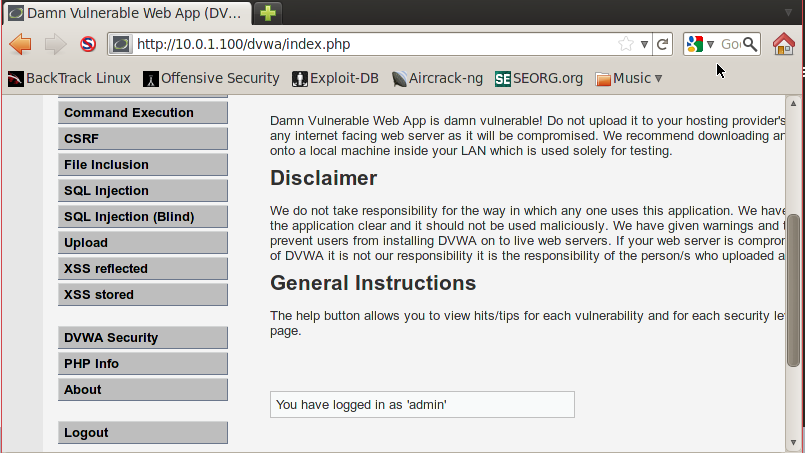 Damn Vulnerable Web App (DV...
http://10.0.1.100/dvwa/index.php
Goo
BackTrack Linux
Offensive Security
Exploit-DB
Aircrack-ng
SEORG.org
Music
Command Execution
CSRF
File Inclusion
SQL Injection
SQL Injection (Blind)
Upload
XSS reflected
XSS stored
DVWA Security
PHP Info
About
Logout
Damn Vulnerable Web App is damn vulnerable! Do not upload it to your hosting provider's
any internet facing web server as it will be compromised. We recommend downloading an
onto a local machine inside your LAN which is used solely for testing.
Disclaimer
We do not take responsibility for the way in which any one uses this application. We have
the application clear and it should not be used maliciously. We have given warnings and
prevent users from installing DVWA on to live web servers. If your web server is compror
of DVWA it is not our responsibility it is the responsibility of the person/s who uploaded a
General Instructions
The help button allows you to view hits/tips for each vulnerability and for each security le
page.
You have logged in as 'admin'